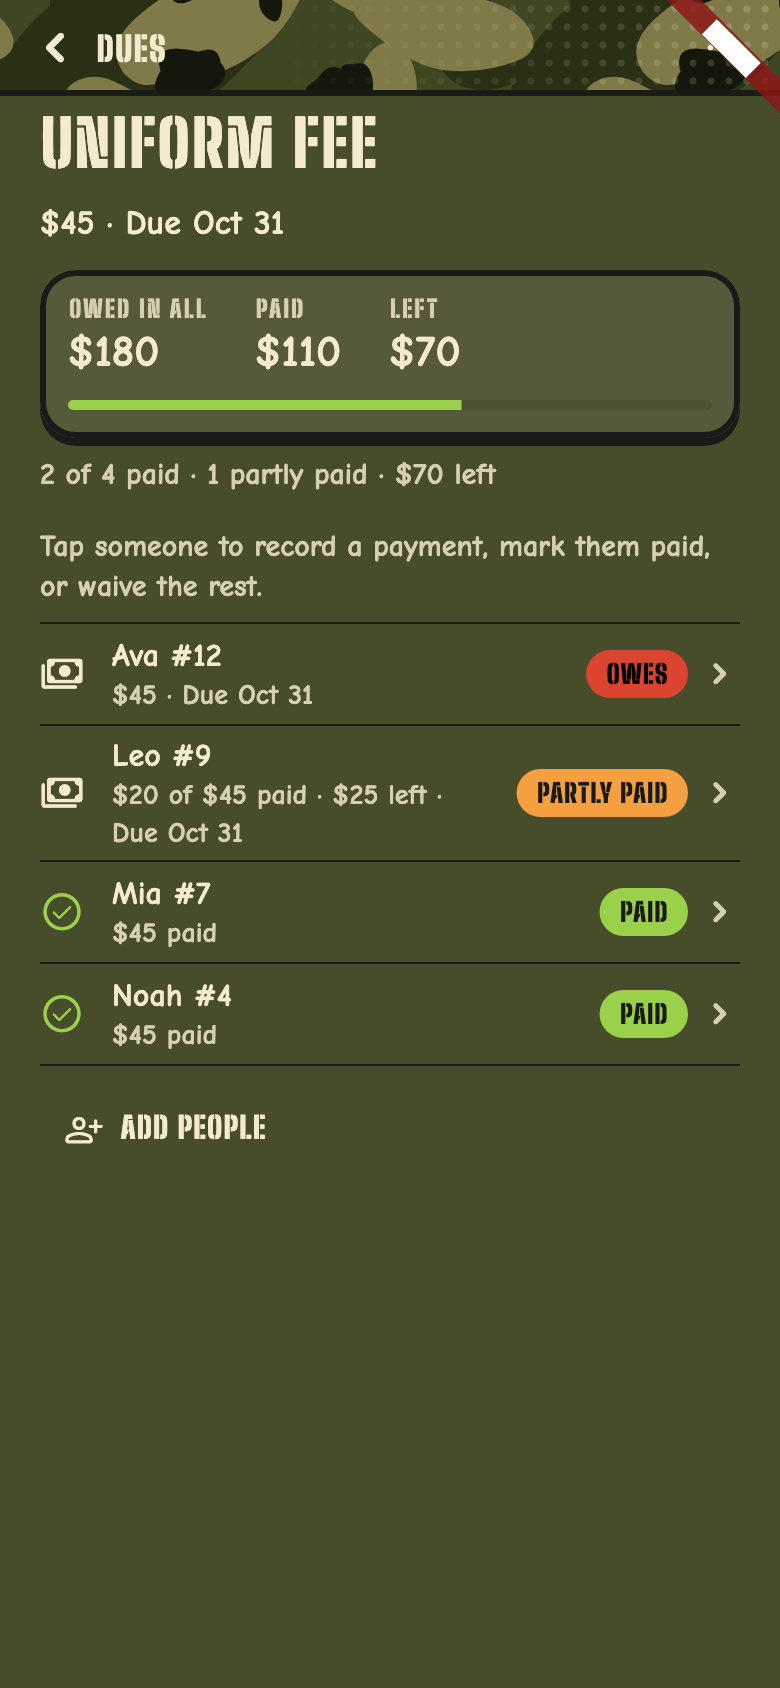 DUES
UNIFORM FEE
$45 · Due Oct 31
OWED IN ALL PAID LEFT
$180 $110 $70
2 of 4 paid · 1 partly paid · $70 left
Tap someone to record a payment, mark them paid,
or waive the rest.
Ava #12
$45 · Due Oct 31
OWES
Leo #9
$20 of $45 paid · $25 left ·
Due Oct 31
PARTLY PAID
Mia #7
$45 paid
PAID
Noah #4
$45 paid
PAID
ADD PEOPLE